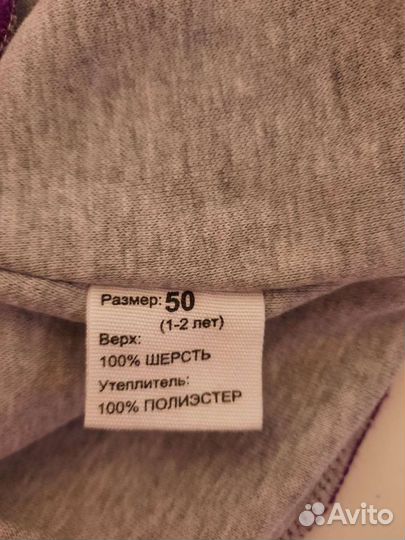 Размер: 50
(1-2 лет)
Верх:
100% ШЕРСТЬ
Утеплитель:
100% ПОЛИЭСТЕР
Avito